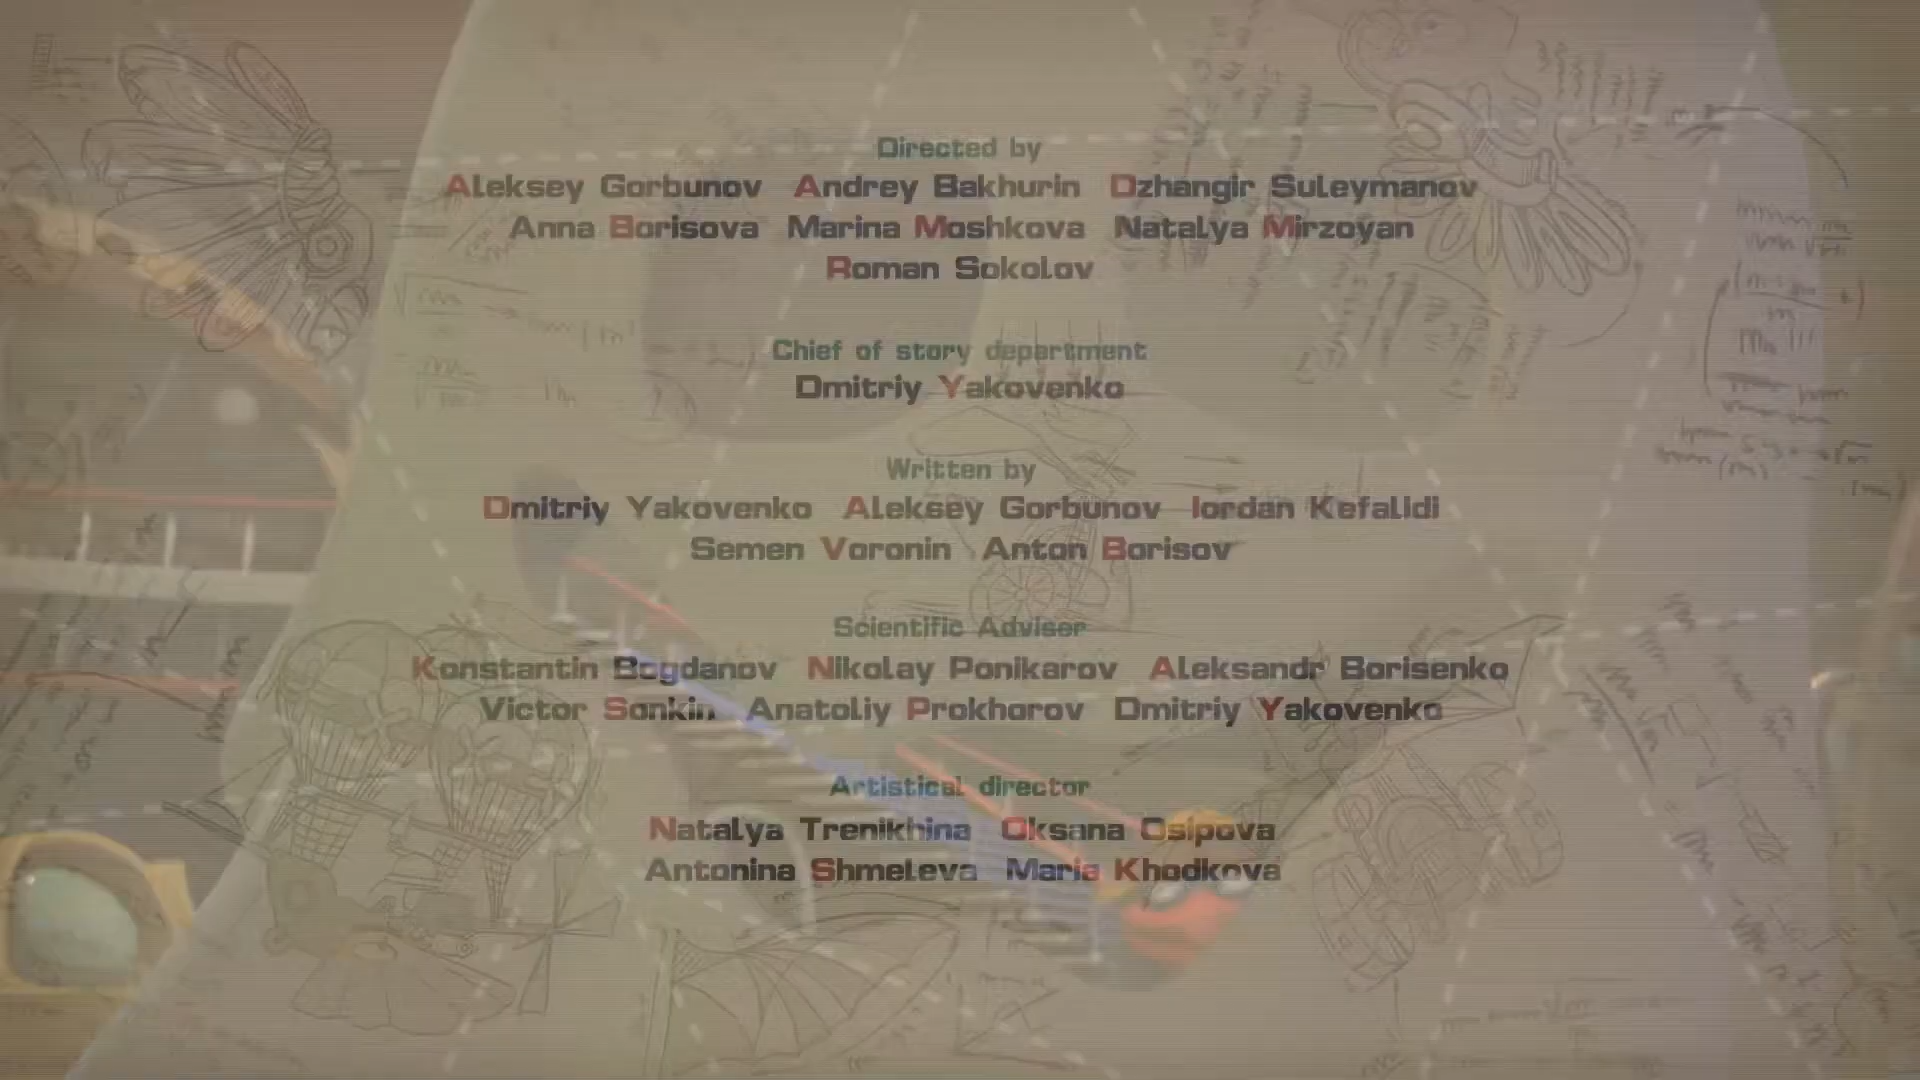 Directed by
Aleksey Gorbunov Andrey Bakhurin Dzhangir Suleymanov
Anna Borisova Marina Moshkova Natalya Mirzoyan
Roman Sokolov
Chief of story department
Dmitriy Yakovenko
Written by
Dmitriy Yakovenko Aleksey Gorbunov Iordan Kefalidi
Semen Voronin Anton Borisov
Scientific Adviser
Konstantin Bogdanov Nikolay Ponikarov Aleksandr Borisenko
Victor Sonkin Anatoliy Prokhorov Dmitriy Yakovenko
Artistical director
Natalya Trenikhina Oksana Osipova
Antonina Shmeleva Maria Khodkova